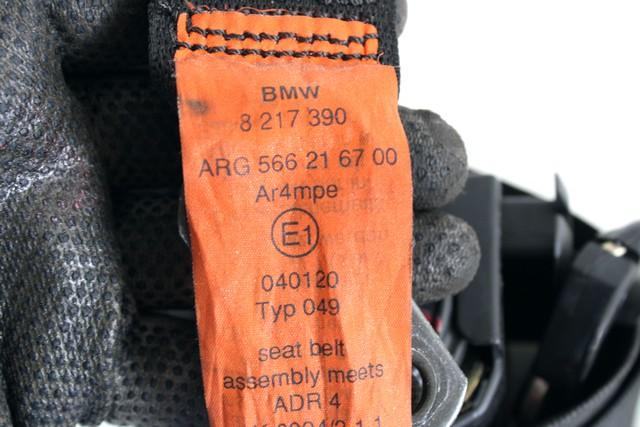 BMW
8 217 390
ARG 566 21 67 00
Ar4mpe
E1
040120
Typ 049
seat belt
assembly meets
ADR 4